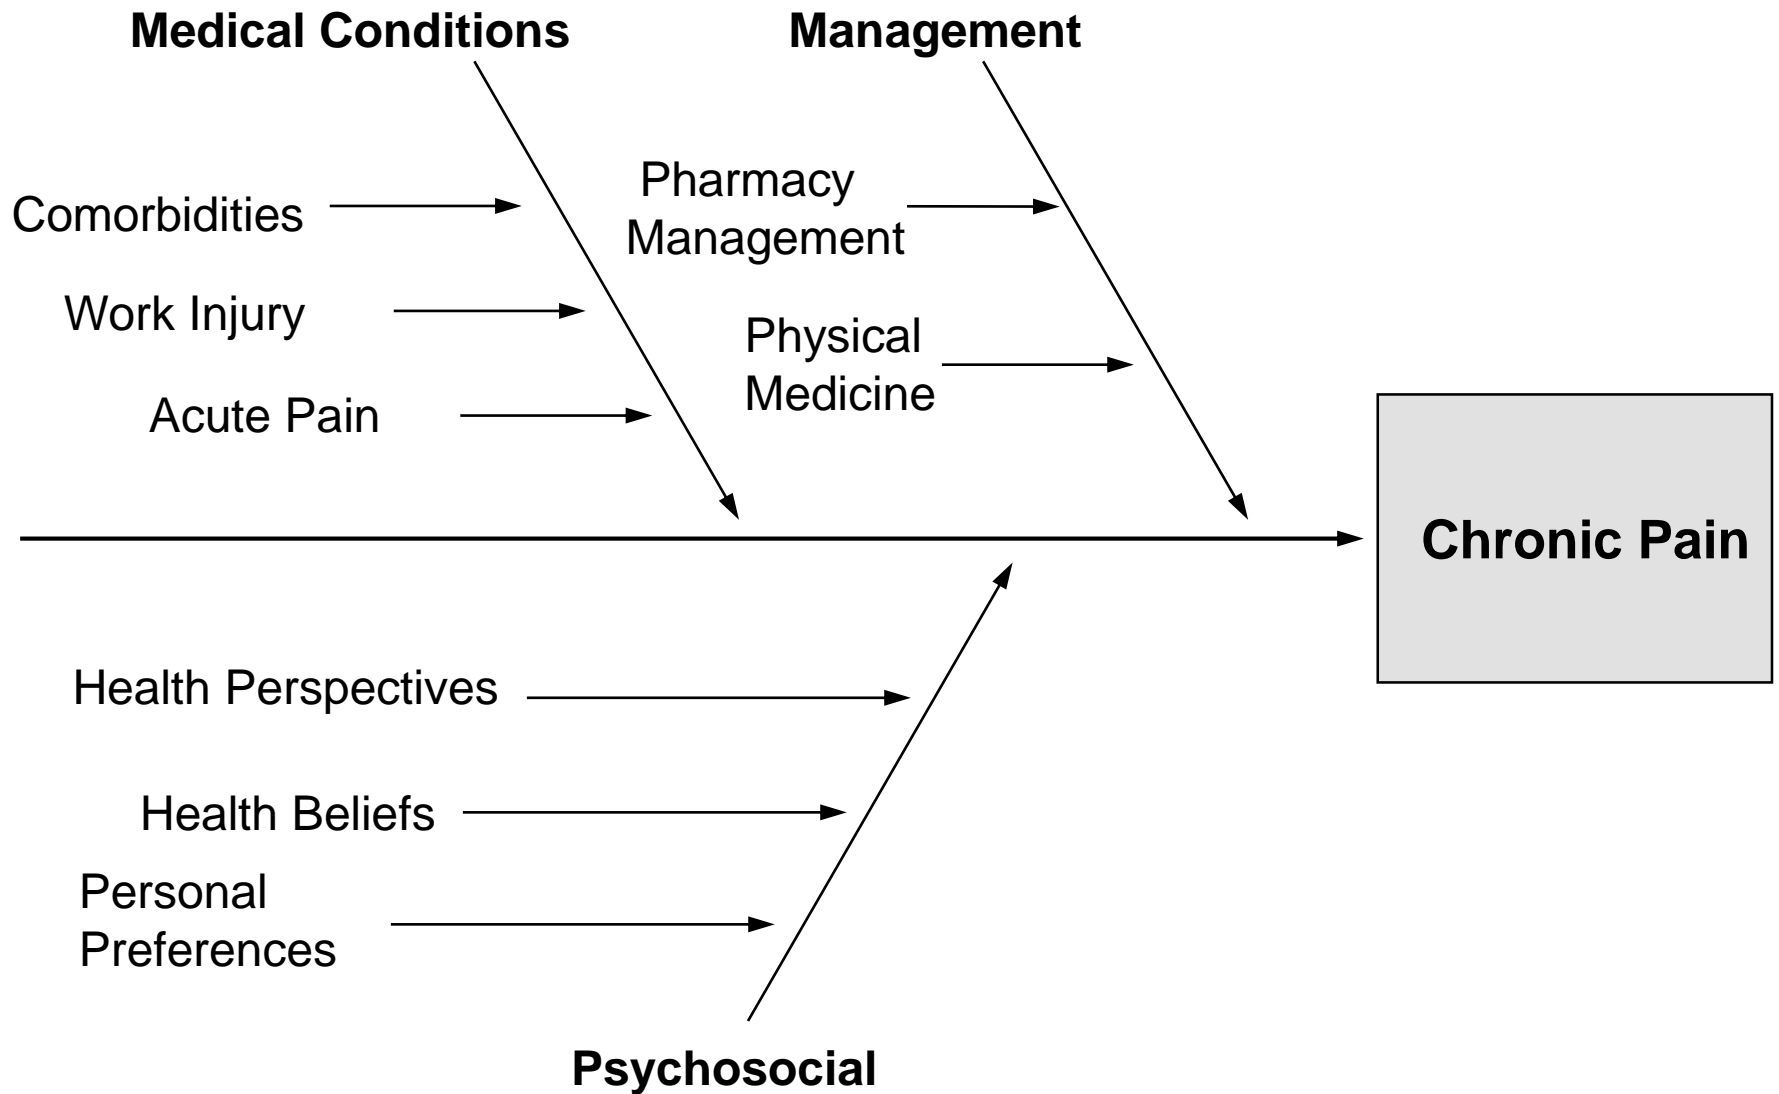 Medical Conditions
Management
Comorbidities
Work Injury
Acute Pain
Pharmacy
Management
Physical
Medicine
Chronic Pain
Health Perspectives
Health Beliefs
Personal
Preferences
Psychosocial